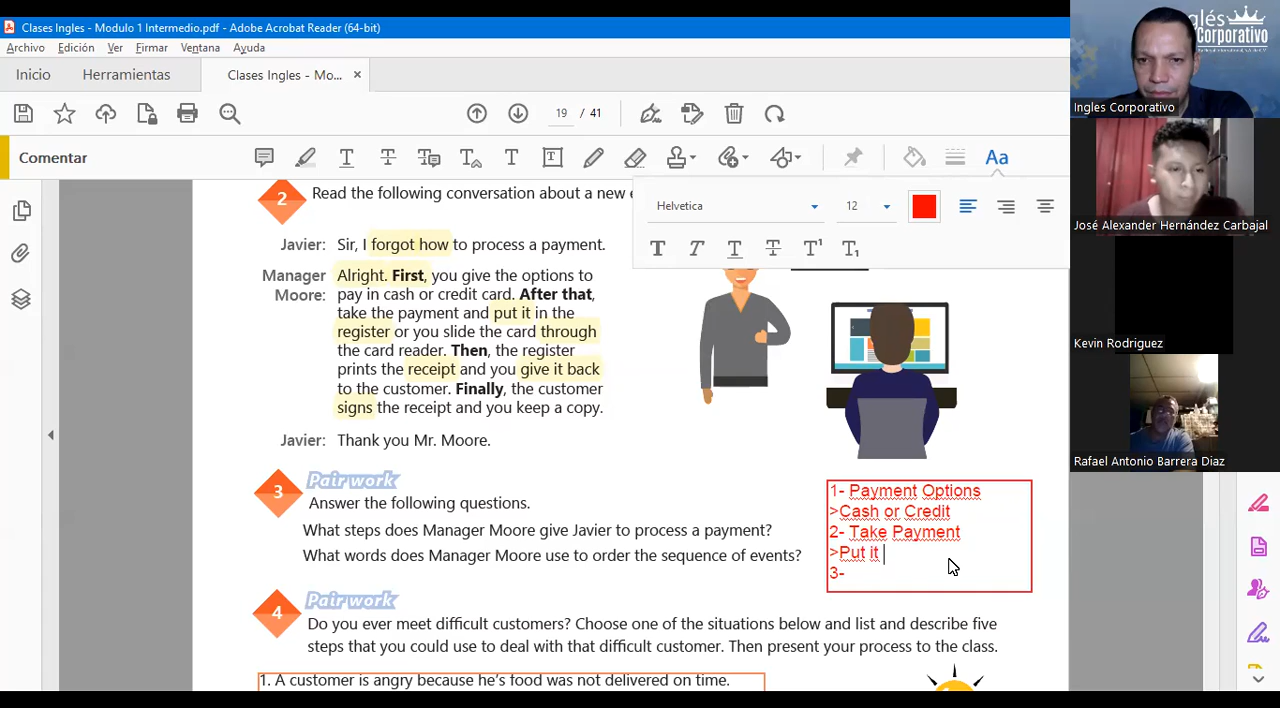 Clases Ingles - Modulo 1 Intermedio.pdf - Adobe Acrobat Reader (64-bit)
Archivo Edición Ver Firmar Ventana Ayuda
Inicio Herramientas Clases Ingles - Mo... ×
19 / 41
Comentar
Aa
Helvetica 12
T T T T T¹ T₁
2 Read the following conversation about a new e
Javier: Sir, I forgot how to process a payment.
Manager Moore: Alright. First, you give the options to
pay in cash or credit card. After that,
take the payment and put it in the
register or you slide the card through
the card reader. Then, the register
prints the receipt and you give it back
to the customer. Finally, the customer
signs the receipt and you keep a copy.
Javier: Thank you Mr. Moore.
3 Pair work
Answer the following questions.
What steps does Manager Moore give Javier to process a payment?
What words does Manager Moore use to order the sequence of events?
1- Payment Options
>Cash or Credit
2- Take Payment
>Put it
3-
4 Pair work
Do you ever meet difficult customers? Choose one of the situations below and list and describe five
steps that you could use to deal with that difficult customer. Then present your process to the class.
1. A customer is angry because he's food was not delivered on time.
glés
Corporativo
Ingles Corporativo
José Alexander Hernández Carbajal
Kevin Rodriguez
Rafael Antonio Barrera Diaz